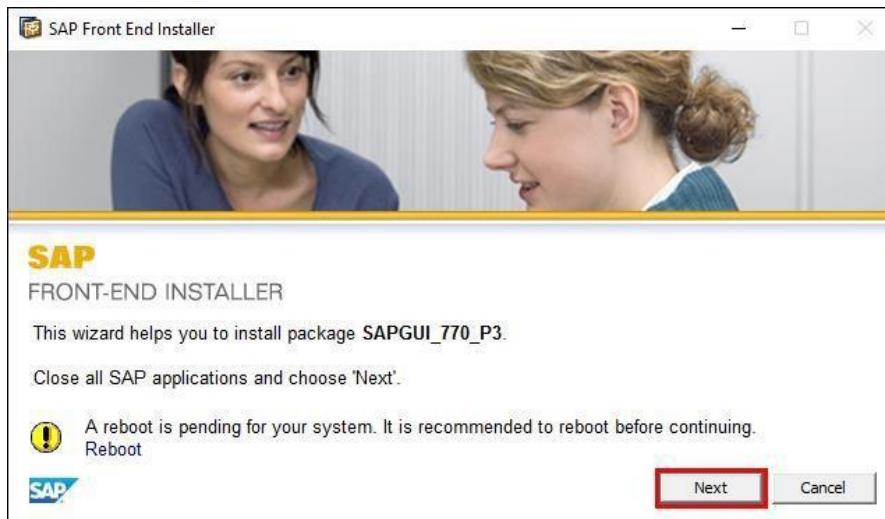 SAP Front End Installer
SAP
FRONT-END INSTALLER
This wizard helps you to install package SAPGUI_770_P3.
Close all SAP applications and choose 'Next'.
A reboot is pending for your system. It is recommended to reboot before continuing.
Reboot
SAP
Next
Cancel